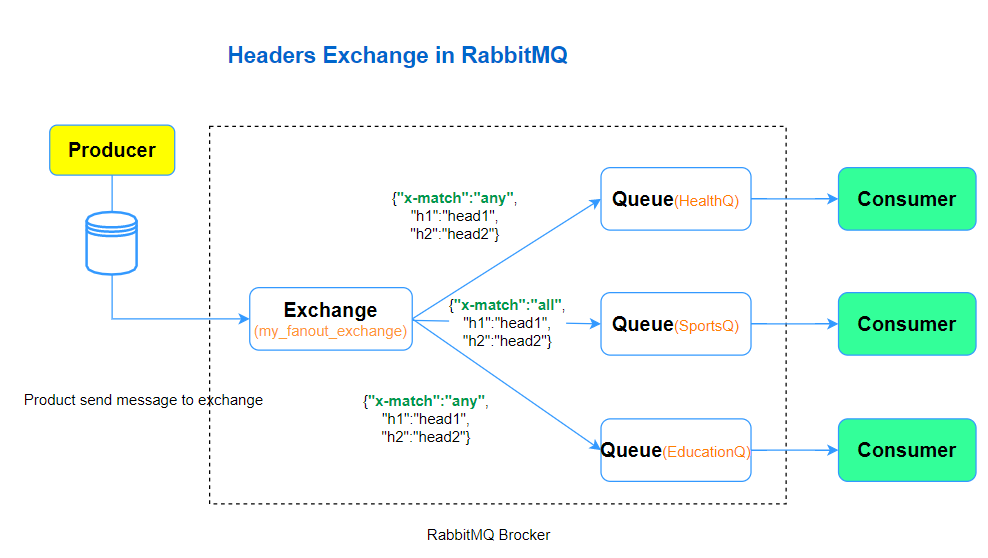 Headers Exchange in RabbitMQ
Producer
{"x-match":"any",
"h1":"head1",
"h2":"head2"}
Queue(HealthQ)
Consumer
Exchange
(my_fanout_exchange)
{"x-match":"all",
"h1":"head1",
"h2":"head2"}
Queue(SportsQ)
Consumer
Product send message to exchange
{"x-match":"any",
"h1":"head1",
"h2":"head2"}
Queue(EducationQ)
Consumer
RabbitMQ Brocker